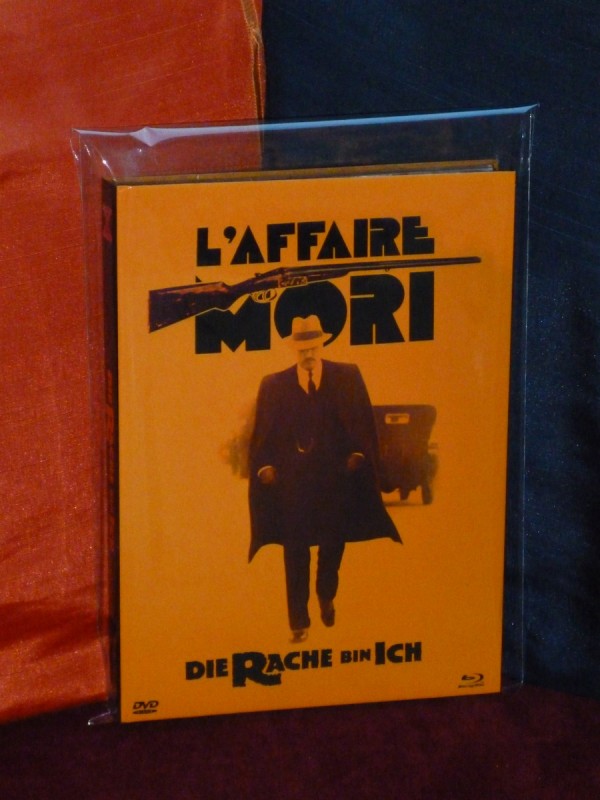 L'AFFAIRE
MORI
DIE RACHE BIN ICH
DVD